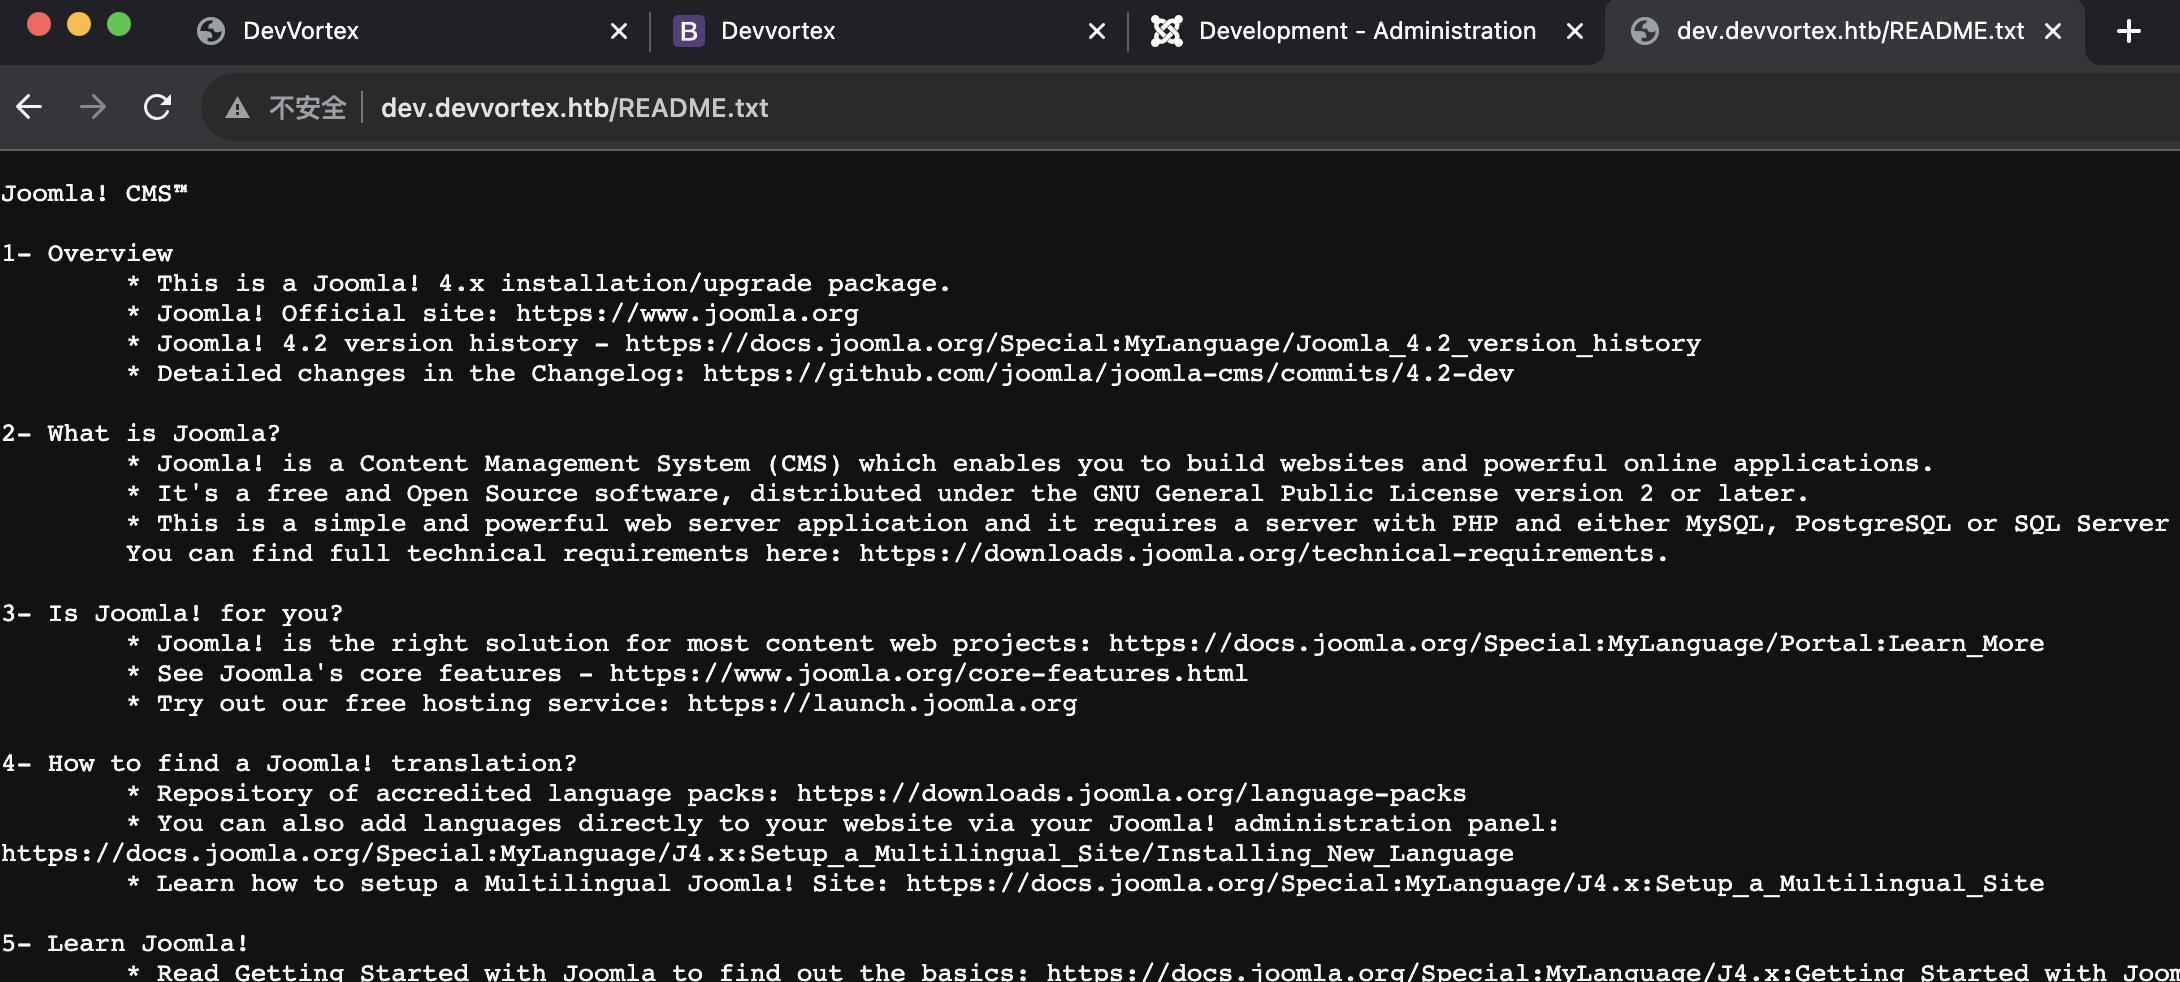 DevVortex
Devvortex
Development - Administration
dev.devvortex.htb/README.txt
不安全
dev.devvortex.htb/README.txt
Joomla! CMS™
1- Overview
* This is a Joomla! 4.x installation/upgrade package.
* Joomla! Official site: https://www.joomla.org
* Joomla! 4.2 version history - https://docs.joomla.org/Special:MyLanguage/Joomla_4.2_version_history
* Detailed changes in the Changelog: https://github.com/joomla/joomla-cms/commits/4.2-dev
2- What is Joomla?
* Joomla! is a Content Management System (CMS) which enables you to build websites and powerful online applications.
* It's a free and Open Source software, distributed under the GNU General Public License version 2 or later.
* This is a simple and powerful web server application and it requires a server with PHP and either MySQL, PostgreSQL or SQL Server
You can find full technical requirements here: https://downloads.joomla.org/technical-requirements.
3- Is Joomla! for you?
* Joomla! is the right solution for most content web projects: https://docs.joomla.org/Special:MyLanguage/Portal:Learn_More
* See Joomla's core features - https://www.joomla.org/core-features.html
* Try out our free hosting service: https://launch.joomla.org
4- How to find a Joomla! translation?
* Repository of accredited language packs: https://downloads.joomla.org/language-packs
* You can also add languages directly to your website via your Joomla! administration panel:
https://docs.joomla.org/Special:MyLanguage/J4.x:Setup_a_Multilingual_Site/Installing_New_Language
* Learn how to setup a Multilingual Joomla! Site: https://docs.joomla.org/Special:MyLanguage/J4.x:Setup_a_Multilingual_Site
5- Learn Joomla!
* Read Getting Started with Joomla to find out the basics: https://docs.joomla.org/Special:MyLanguage/J4.x:Getting_Started_with_Joom